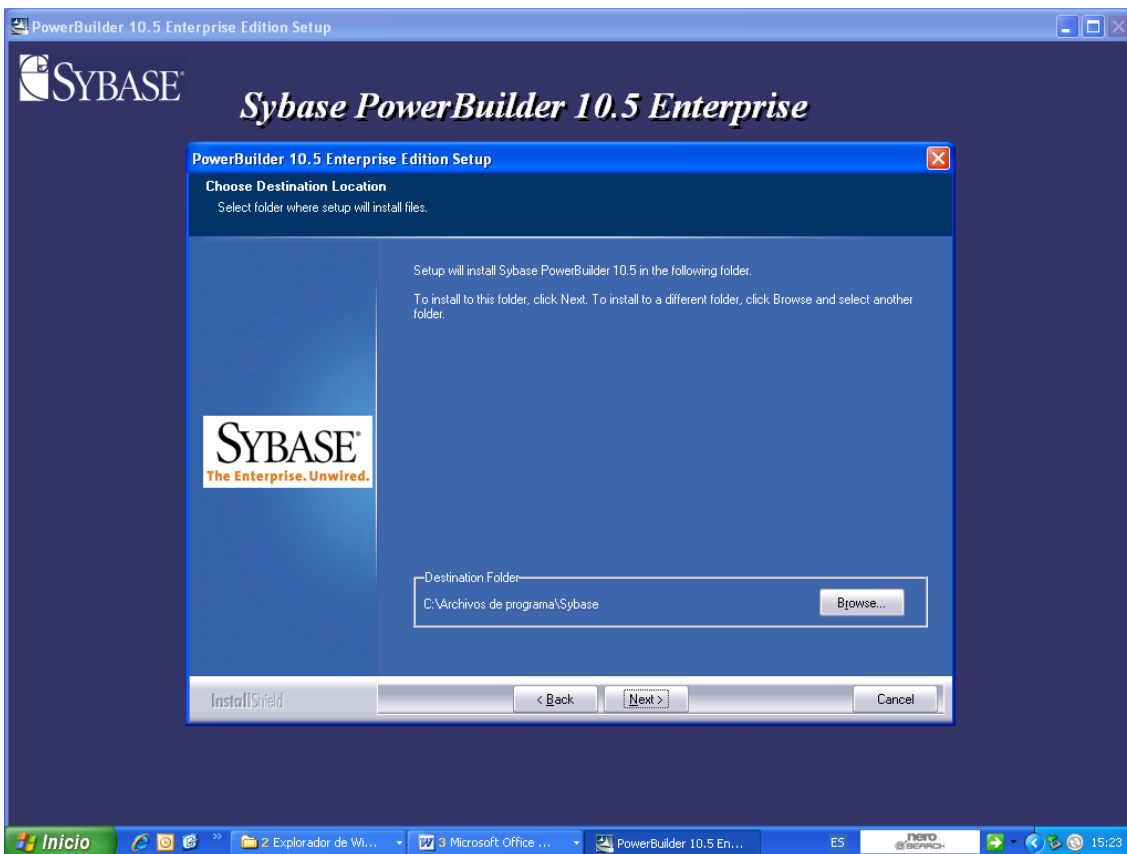 PowerBuilder 10.5 Enterprise Edition Setup
SYBASE
Sybase PowerBuilder 10.5 Enterprise
PowerBuilder 10.5 Enterprise Edition Setup
Choose Destination Location
Select folder where setup will install files.
Setup will install Sybase PowerBuilder 10.5 in the following folder.
To install to this folder, click Next. To install to a different folder, click Browse and select another
folder.
SYBASE
The Enterprise. Unwired.
Destination Folder
C:\Archivos de programa\Sybase
Browse...
InstallShield
< Back
Next >
Cancel
Inicio
2 Explorador de Wi...
3 Microsoft Office ...
PowerBuilder 10.5 En...
ES
nero
SEARCH
15:23